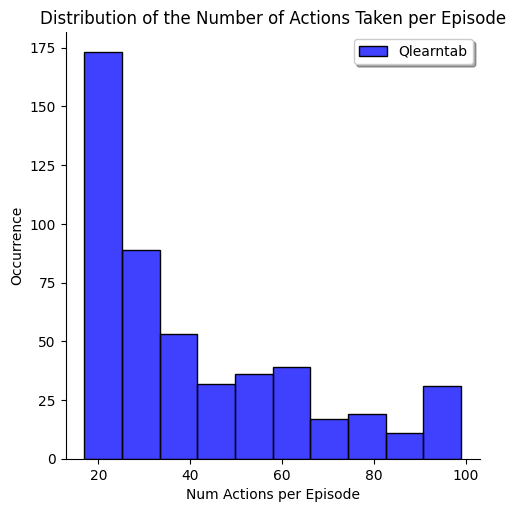 Distribution of the Number of Actions Taken per Episode
Qlearntab
175
150
125
100
75
50
25
0
Occurrence
20 40 60 80 100
Num Actions per Episode